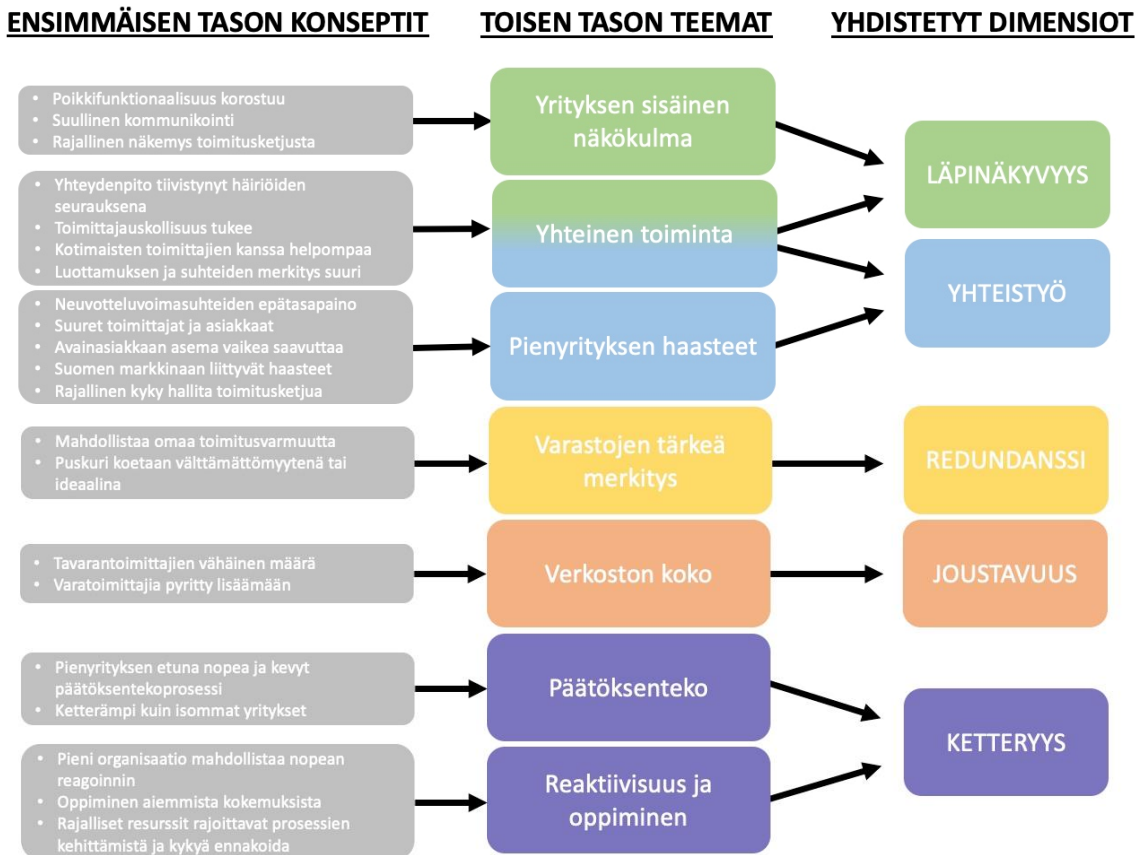 ENSIMMÄISEN TASON KONSEPTIT
TOISEN TASON TEEMAT
YHDISTETYT DIMENSIOT
• Poikkifunktionaalisuus korostuu
• Suullinen kommunikointi
• Rajallinen näkemys toimitusketjusta
Yrityksen sisäinen
näkökulma
LÄPINÄKYVYYS
• Yhteydenpito tiivistynyt häiriöiden
seurauksena
• Toimittajauskollisuus tukee
• Kotimaisten toimittajien kanssa helpompaa
• Luottamuksen ja suhteiden merkitys suuri
Yhteinen toiminta
YHTEISTYÖ
• Neuvotteluvoimasuhteiden epätasapaino
• Suuret toimittajat ja asiakkaat
• Avainasiakkaan asema vaikea saavuttaa
• Suomen markkinaan liittyvät haasteet
• Rajallinen kyky hallita toimitusketjua
Pienyrityksen haasteet
• Mahdollistaa omaa toimitusvarmuutta
• Puskuri koetaan välttämättömyytenä tai
ideaalina
Varastojen tärkeä
merkitys
REDUNDANSSI
• Tavarantoimittajien vähäinen määrä
• Varatoimittajia pyritty lisäämään
Verkoston koko
JOUSTAVUUS
• Pienyrityksen etuna nopea ja kevyt
päätöksentekoprosessi
• Ketterämpi kuin isommat yritykset
Päätöksenteko
KETTERYYS
• Pieni organisaatio mahdollistaa nopean
reagoinnin
• Oppiminen aiemmista kokemuksista
• Rajalliset resurssit rajoittavat prosessien
kehittämistä ja kykyä ennakoida
Reaktiivisuus ja
oppiminen